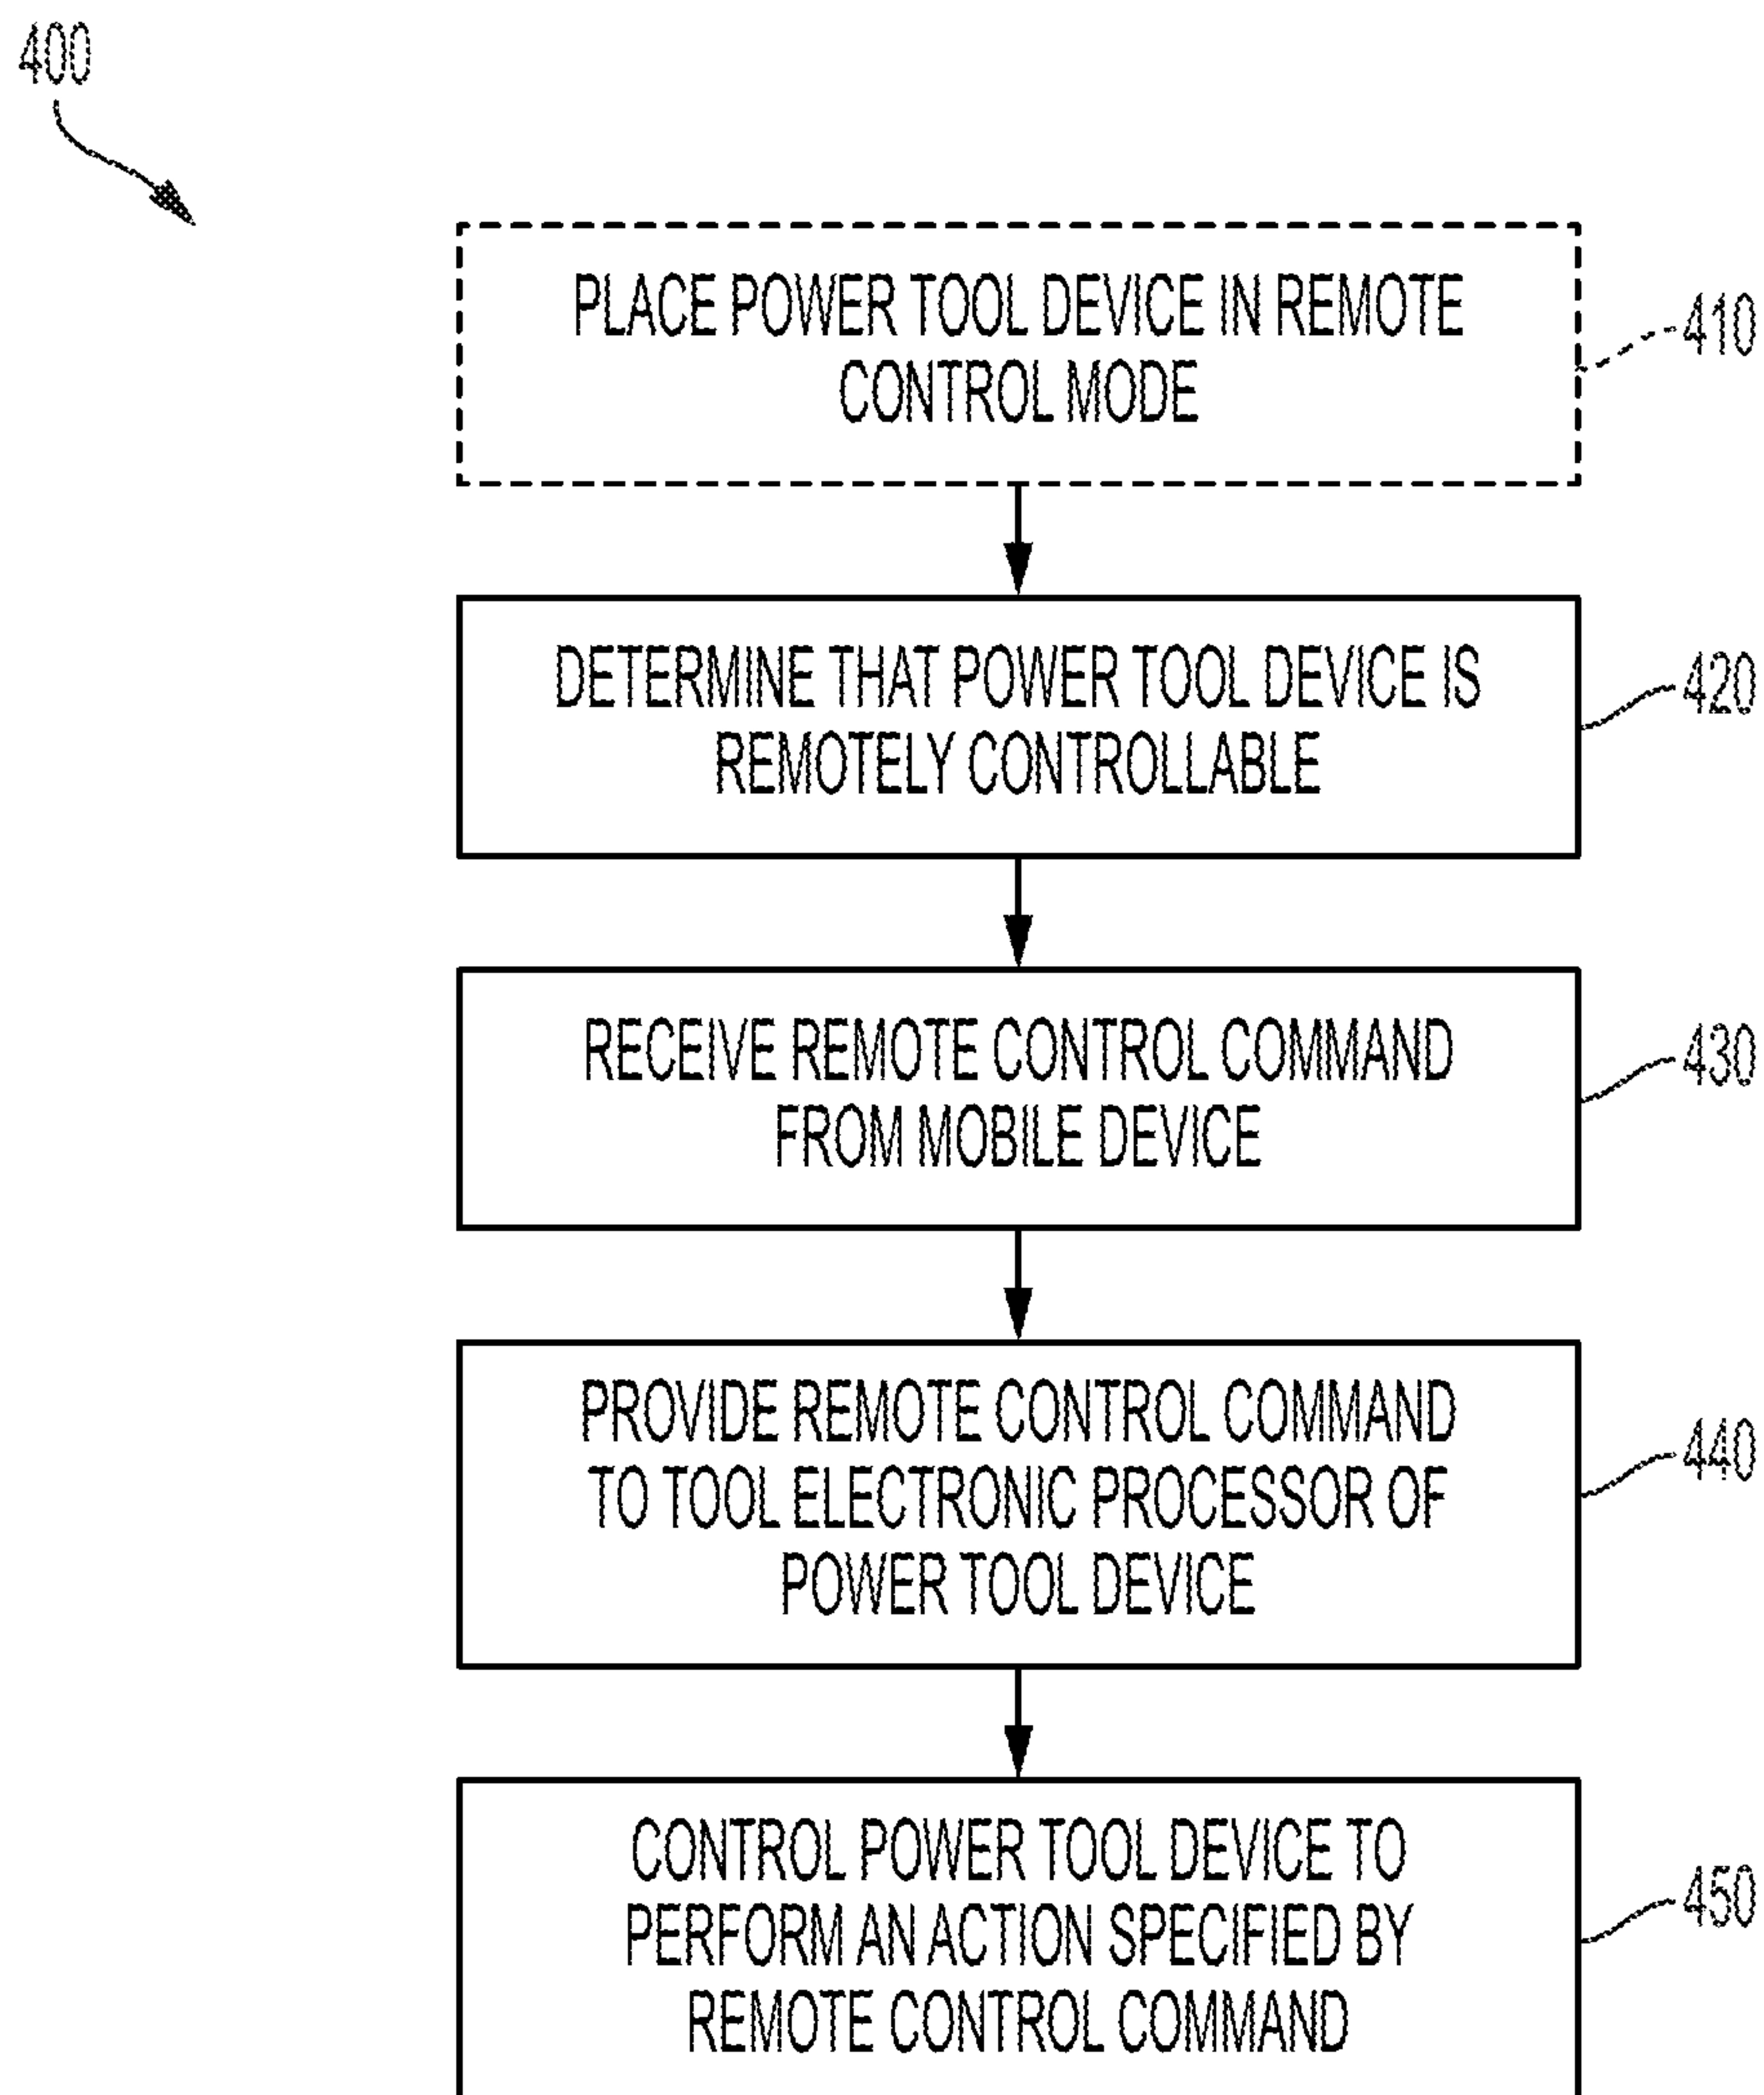 400
PLACE POWER TOOL DEVICE IN REMOTE
CONTROL MODE
410
DETERMINE THAT POWER TOOL DEVICE IS
REMOTELY CONTROLLABLE
420
RECEIVE REMOTE CONTROL COMMAND
FROM MOBILE DEVICE
430
PROVIDE REMOTE CONTROL COMMAND
TO TOOL ELECTRONIC PROCESSOR OF
POWER TOOL DEVICE
440
CONTROL POWER TOOL DEVICE TO
PERFORM AN ACTION SPECIFIED BY
REMOTE CONTROL COMMAND
450